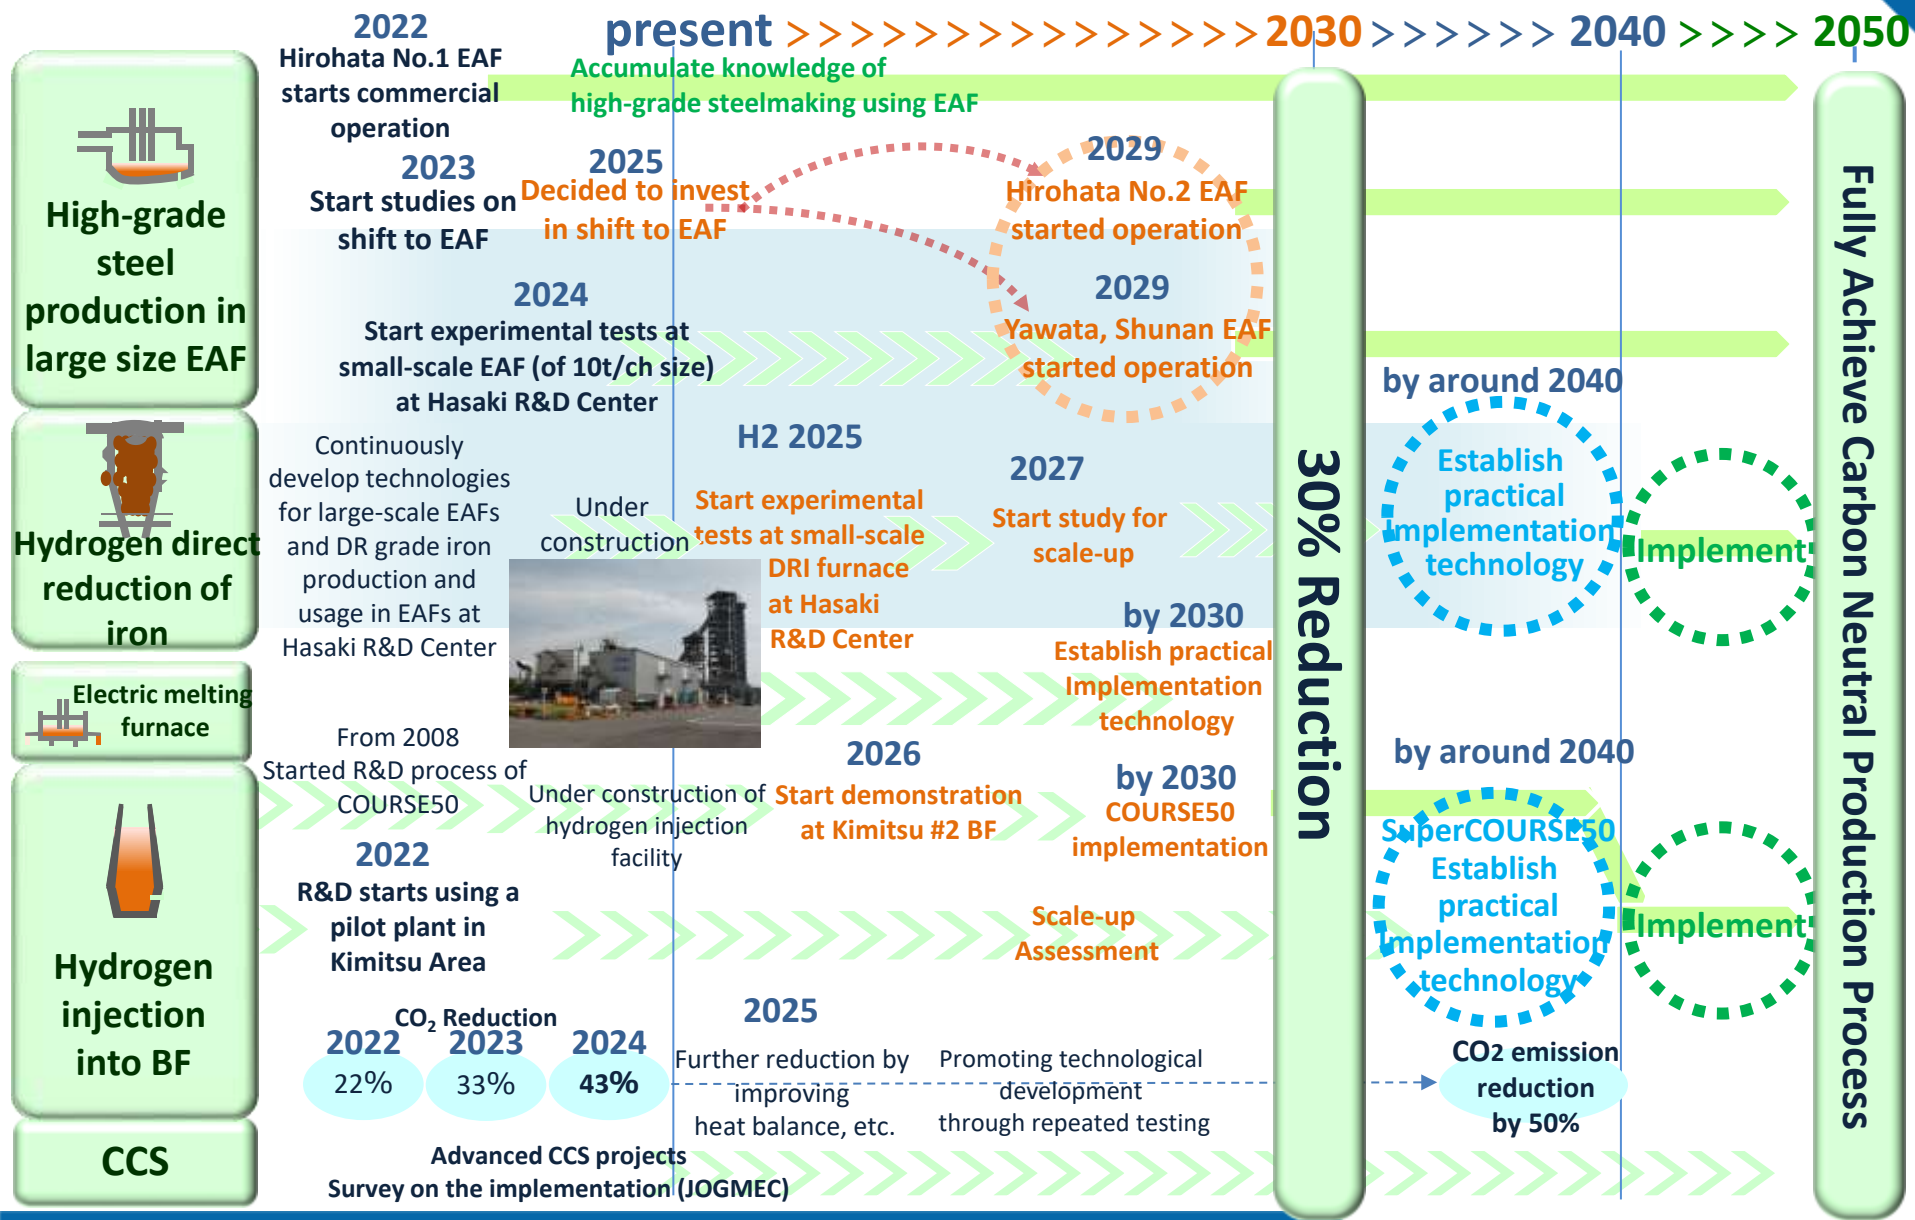 present >>>>>>>>>>>>>>> 2030 >>>>>> 2040 >>>> 2050
High-grade
steel
production in
large size EAF
2022
Hirohata No.1 EAF
starts commercial
operation
Accumulate knowledge of
high-grade steelmaking using EAF
2023
Start studies on
shift to EAF
2025
Decided to invest
in shift to EAF
2029
Hirohata No.2 EAF
started operation
2024
Start experimental tests at
small-scale EAF (of 10t/ch size)
at Hasaki R&D Center
2029
Yawata, Shunan EAF
started operation
Hydrogen direct
reduction of
iron
Continuously
develop technologies
for large-scale EAFs
and DR grade iron
production and
usage in EAFs at
Hasaki R&D Center
Under
construction
H2 2025
Start experimental
tests at small-scale
DRI furnace
at Hasaki
R&D Center
2027
Start study for
scale-up
by around 2040
Establish
practical
Implementation
technology
Implement
Electric melting
furnace
by 2030
Establish practical
Implementation
technology
Hydrogen
injection
into BF
From 2008
Started R&D process of
COURSE50
Under construction of
hydrogen injection
facility
2026
Start demonstration
at Kimitsu #2 BF
by 2030
COURSE50
implementation
by around 2040
SuperCOURSE50
Establish
practical
Implementation
technology
Implement
2022
R&D starts using a
pilot plant in
Kimitsu Area
Scale-up
Assessment
CO2 Reduction
2022 2023 2024
22% 33% 43%
2025
Further reduction by
improving
heat balance, etc.
Promoting technological
development
through repeated testing
CO2 emission
reduction
by 50%
CCS
Advanced CCS projects
Survey on the implementation (JOGMEC)
30% Reduction
Fully Achieve Carbon Neutral Production Process